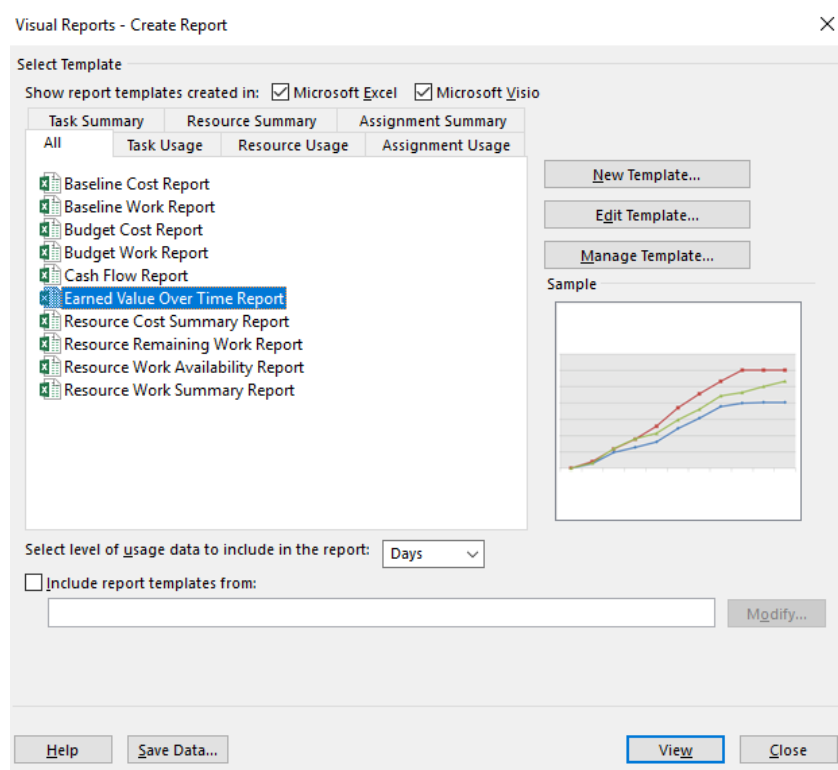 Visual Reports - Create Report
Select Template
Show report templates created in: Microsoft Excel Microsoft Visio
Task Summary Resource Summary Assignment Summary
All Task Usage Resource Usage Assignment Usage
Baseline Cost Report
Baseline Work Report
Budget Cost Report
Budget Work Report
Cash Flow Report
Earned Value Over Time Report
Resource Cost Summary Report
Resource Remaining Work Report
Resource Work Availability Report
Resource Work Summary Report
New Template...
Edit Template...
Manage Template...
Sample
Select level of usage data to include in the report: Days
Include report templates from:
Modify...
Help Save Data... View Close